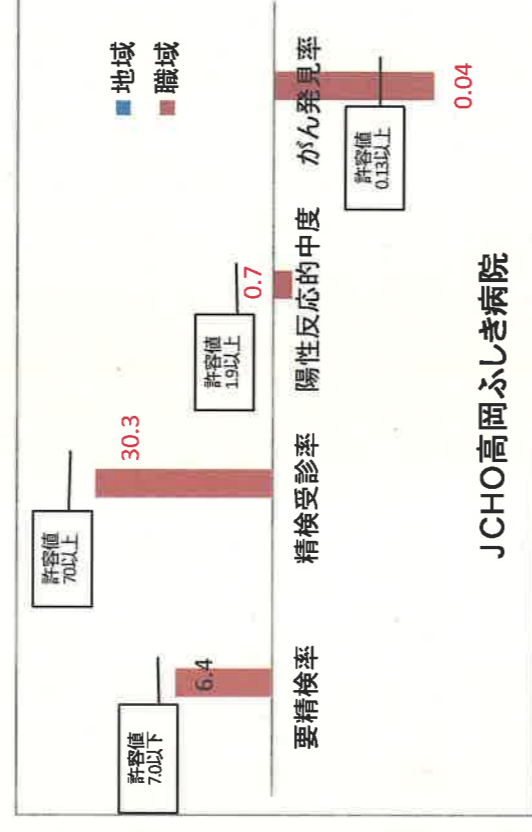 地域
職域
許容値
7.0以下
6.4
要精検率
許容値
70以上
30.3
精検受診率
許容値
1.9以上
0.7
陽性反応的中度
許容値
0.13以上
0.04
がん発見率
JCHO高岡ふしき病院